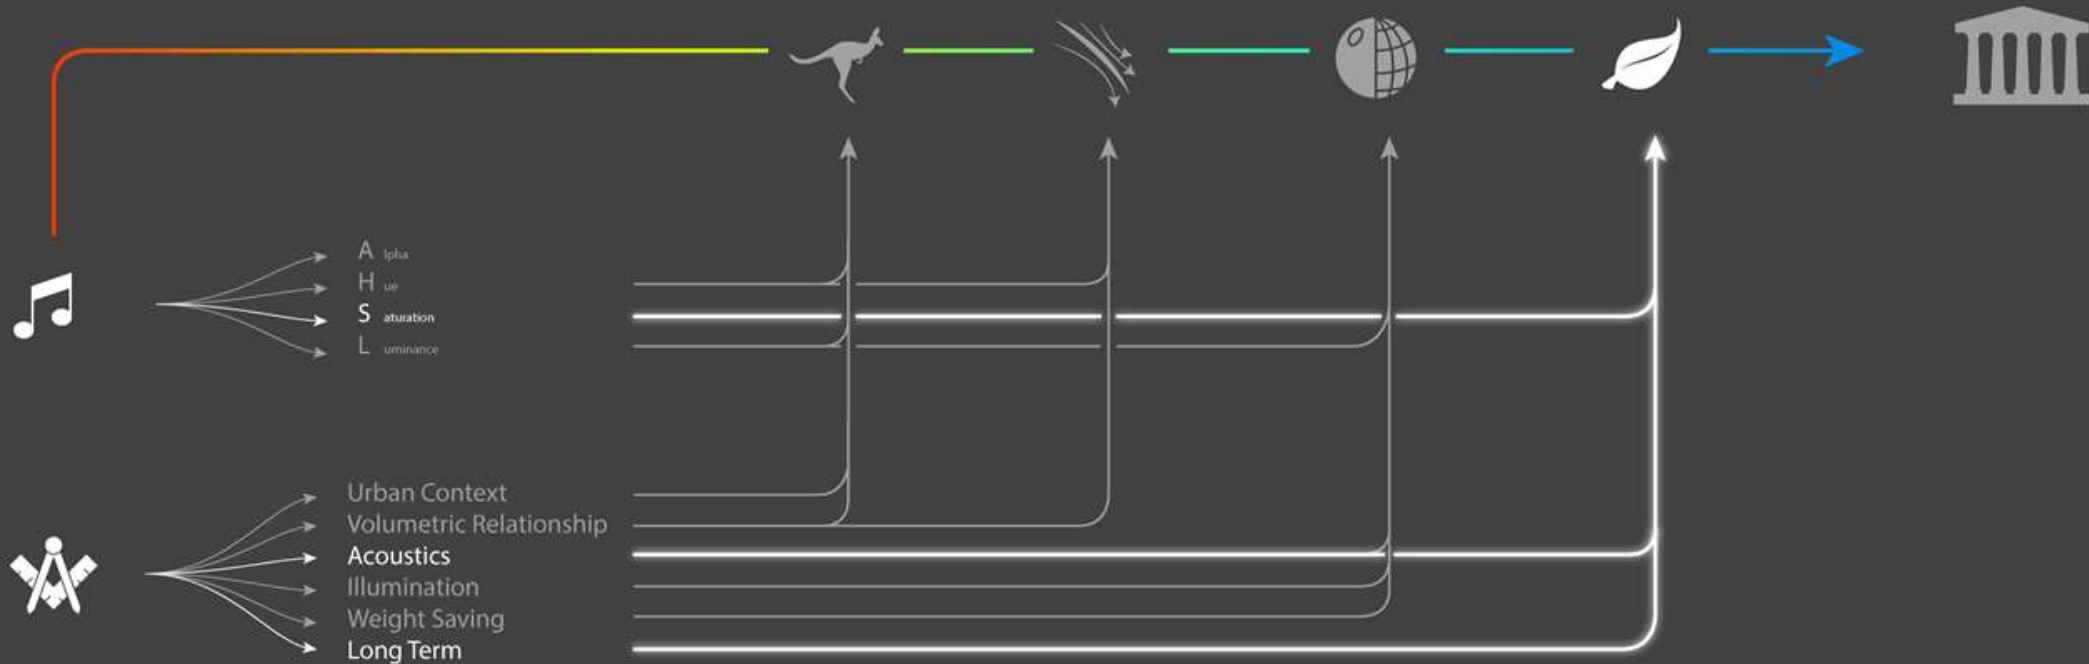 A lpha
H ue
S aturation
L uminance
Urban Context
Volumetric Relationship
Acoustics
Illumination
Weight Saving
Long Term